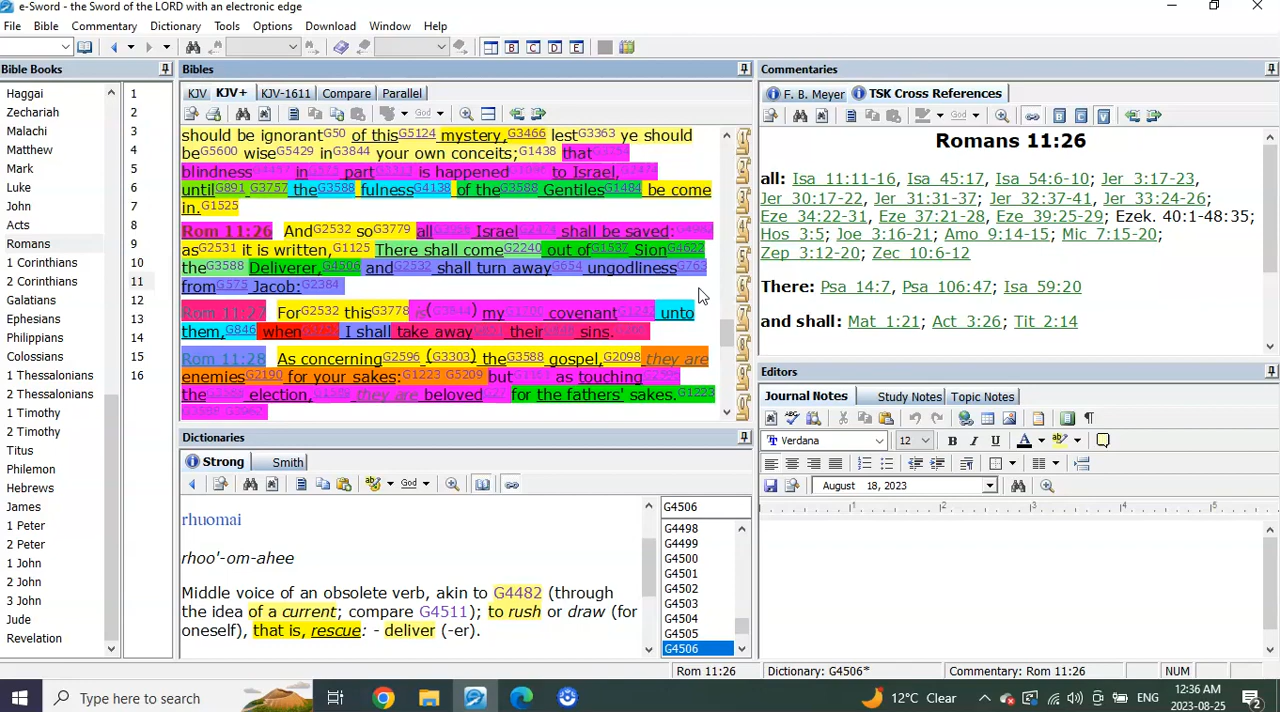 e-Sword - the Sword of the LORD with an electronic edge
File Bible Commentary Dictionary Tools Options Download Window Help
B C D E
Bible Books
Haggai
Zechariah
Malachi
Matthew
Mark
Luke
John
Acts
Romans
1 Corinthians
2 Corinthians
Galatians
Ephesians
Philippians
Colossians
1 Thessalonians
2 Thessalonians
1 Timothy
2 Timothy
Titus
Philemon
Hebrews
James
1 Peter
2 Peter
1 John
2 John
3 John
Jude
Revelation
1
2
3
4
5
6
7
8
9
10
11
12
13
14
15
16
Bibles
KJV KJV+ KJV-1611 Compare Parallel
God
should be ignorant G50 of this G5124 mystery, G3466 lest G3363 ye should
be G5600 wise G5429 in G3844 your own conceits; G1438 that
blindness in part is happened to Israel,
until G891 G3757 the G3588 fulness G4138 of the G3588 Gentiles G1484 be come
in. G1525
Rom 11:26 And G2532 so G3779 all Israel shall be saved:
as G2531 it is written, G1125 There shall come G2240 out of G1537 Sion G4622
the G3588 Deliverer, G4506 and G2532 shall turn away G654 ungodliness G763
from G575 Jacob: G2384
Rom 11:27 For G2532 this G3778 is my covenant unto
them, G846 when I shall take away their sins.
Rom 11:28 As concerning G2596 (G3303) the G3588 gospel, G2098 they are
enemies G2190 for your sakes: G1223 G5209 but as touching
the election, they are beloved for the fathers' sakes. G1223
Dictionaries
Strong Smith
God
rhuomai
rhoo'-om-ahee
Middle voice of an obsolete verb, akin to G4482 (through
the idea of a current; compare G4511); to rush or draw (for
oneself), that is, rescue: - deliver (-er).
G4506
G4498
G4499
G4500
G4501
G4502
G4503
G4504
G4505
G4506
Commentaries
F. B. Meyer TSK Cross References
God B C V
Romans 11:26
all: Isa 11:11-16, Isa 45:17, Isa 54:6-10; Jer 3:17-23,
Jer 30:17-22, Jer 31:31-37, Jer 32:37-41, Jer 33:24-26;
Eze 34:22-31, Eze 37:21-28, Eze 39:25-29; Ezek. 40:1-48:35;
Hos 3:5; Joe 3:16-21; Amo 9:14-15; Mic 7:15-20;
Zep 3:12-20; Zec 10:6-12
There: Psa 14:7, Psa 106:47; Isa 59:20
and shall: Mat 1:21; Act 3:26; Tit 2:14
Editors
Journal Notes Study Notes Topic Notes
Verdana 12 B I U A
August 18, 2023
1 2 3 4 5
Rom 11:26 Dictionary: G4506* Commentary: Rom 11:26 NUM
Type here to search
12°C Clear ENG 12:36 AM
2023-08-25
2